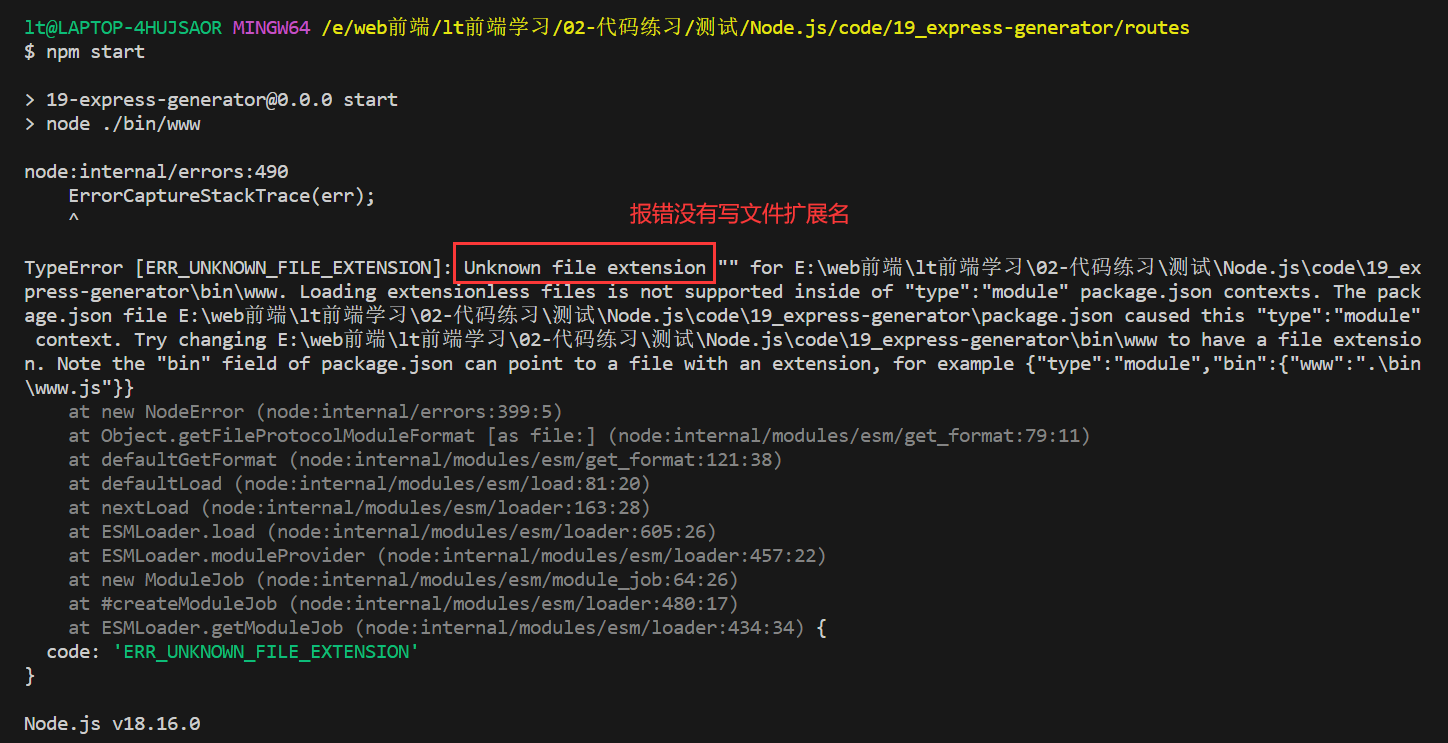 lt@LAPTOP-4HUJSAOR MINGW64 /e/web前端/lt前端学习/02-代码练习/测试/Node.js/code/19_express-generator/routes
$ npm start
> 19-express-generator@0.0.0 start
> node ./bin/www
node:internal/errors:490
    ErrorCaptureStackTrace(err);
    ^
报错没有写文件扩展名
TypeError [ERR_UNKNOWN_FILE_EXTENSION]: Unknown file extension "" for E:\web前端\lt前端学习\02-代码练习\测试\Node.js\code\19_ex
press-generator\bin\www. Loading extensionless files is not supported inside of "type":"module" package.json contexts. The pack
age.json file E:\web前端\lt前端学习\02-代码练习\测试\Node.js\code\19_express-generator\package.json caused this "type":"module"
 context. Try changing E:\web前端\lt前端学习\02-代码练习\测试\Node.js\code\19_express-generator\bin\www to have a file extensio
n. Note the "bin" field of package.json can point to a file with an extension, for example {"type":"module","bin":{"www":".\bin
\www.js"}}
    at new NodeError (node:internal/errors:399:5)
    at Object.getFileProtocolModuleFormat [as file:] (node:internal/modules/esm/get_format:79:11)
    at defaultGetFormat (node:internal/modules/esm/get_format:121:38)
    at defaultLoad (node:internal/modules/esm/load:81:20)
    at nextLoad (node:internal/modules/esm/loader:163:28)
    at ESMLoader.load (node:internal/modules/esm/loader:605:26)
    at ESMLoader.moduleProvider (node:internal/modules/esm/loader:457:22)
    at new ModuleJob (node:internal/modules/esm/module_job:64:26)
    at #createModuleJob (node:internal/modules/esm/loader:480:17)
    at ESMLoader.getModuleJob (node:internal/modules/esm/loader:434:34) {
  code: 'ERR_UNKNOWN_FILE_EXTENSION'
}
Node.js v18.16.0